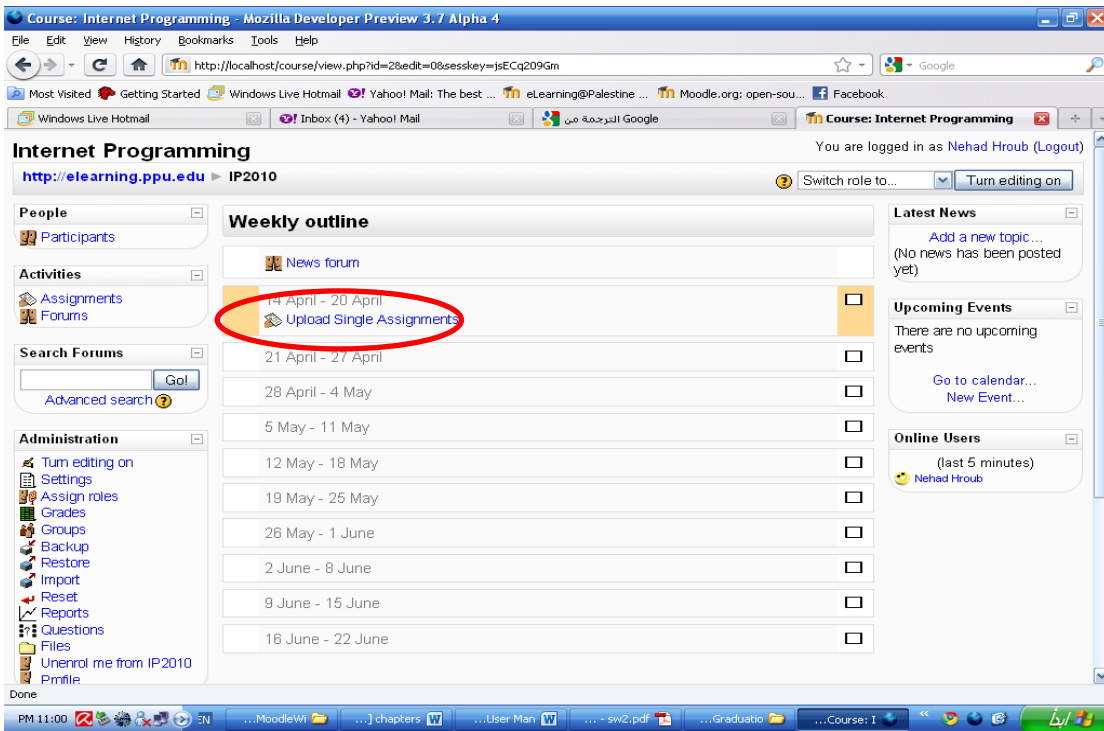 Course: Internet Programming - Mozilla Developer Preview 3.7 Alpha 4
File Edit View History Bookmarks Tools Help
http://localhost/course/view.php?id=2&edit=0&sesskey=jsECq209Gm
Google
Most Visited Getting Started Windows Live Hotmail Yahoo! Mail: The best ... eLearning@Palestine ... Moodle.org: open-sou... Facebook
Windows Live Hotmail Inbox (4) - Yahoo! Mail الترجمة من Google Course: Internet Programming
Internet Programming
You are logged in as Nehad Hroub (Logout)
http://elearning.ppu.edu ► IP2010
Switch role to... Turn editing on
People
Participants
Activities
Assignments
Forums
Search Forums
Go!
Advanced search
Administration
Turn editing on
Settings
Assign roles
Grades
Groups
Backup
Restore
Import
Reset
Reports
Questions
Files
Unenrol me from IP2010
Profile
Weekly outline
News forum
14 April - 20 April
Upload Single Assignments
21 April - 27 April
28 April - 4 May
5 May - 11 May
12 May - 18 May
19 May - 25 May
26 May - 1 June
2 June - 8 June
9 June - 15 June
16 June - 22 June
Latest News
Add a new topic...
(No news has been posted
yet)
Upcoming Events
There are no upcoming
events
Go to calendar...
New Event...
Online Users
(last 5 minutes)
Nehad Hroub
Done
PM 11:00 EN ...MoodleWi ...] chapters ...User Man ... - sw2.pdf ...Graduatio ...Course: I ابدأ